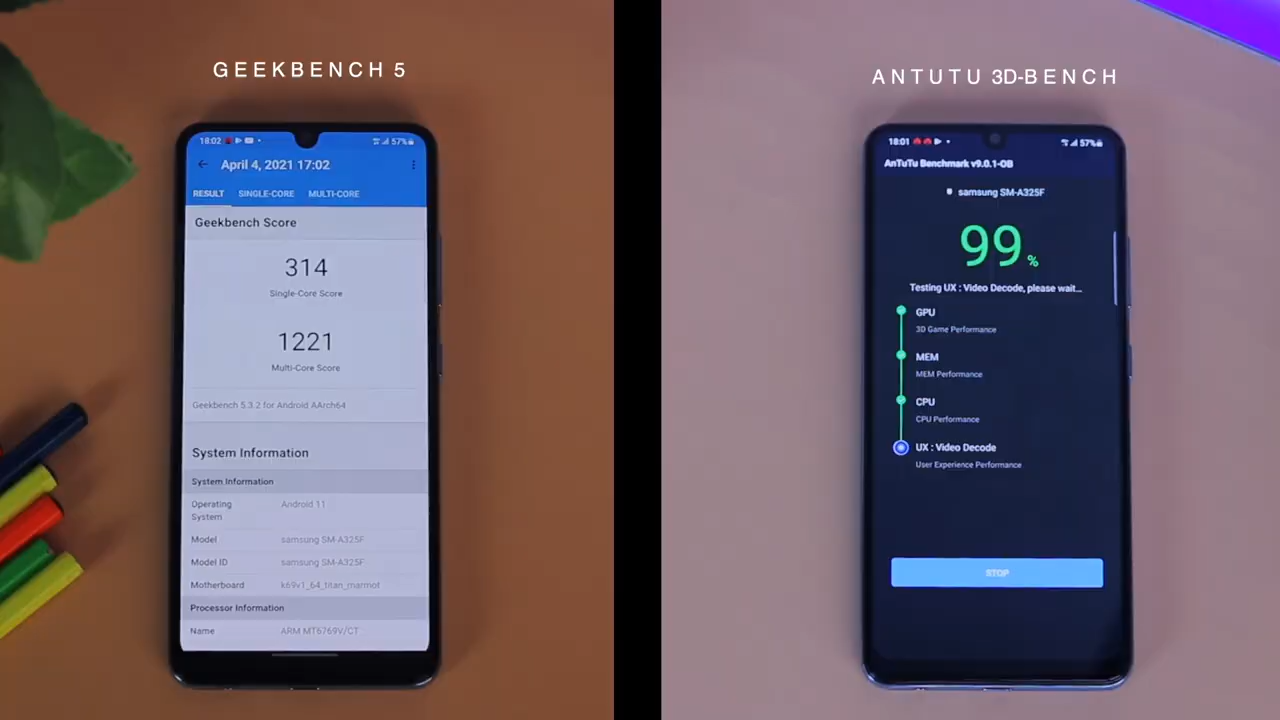 GEEKBENCH 5
18:02
57%
April 4, 2021 17:02
RESULT SINGLE-CORE MULTI-CORE
Geekbench Score
314
Single-Core Score
1221
Multi-Core Score
Geekbench 5.3.2 for Android AArch64
System Information
System Information
Operating System Android 11
Model samsung SM-A325F
Model ID samsung SM-A325F
Motherboard k69v1_64_titan_marmot
Processor Information
Name ARM MT6769V/CT
ANTUTU 3D-BENCH
18:01
57%
AnTuTu Benchmark v9.0.1-OB
samsung SM-A325F
99%
Testing UX : Video Decode, please wait...
GPU
3D Game Performance
MEM
MEM Performance
CPU
CPU Performance
UX : Video Decode
User Experience Performance
STOP